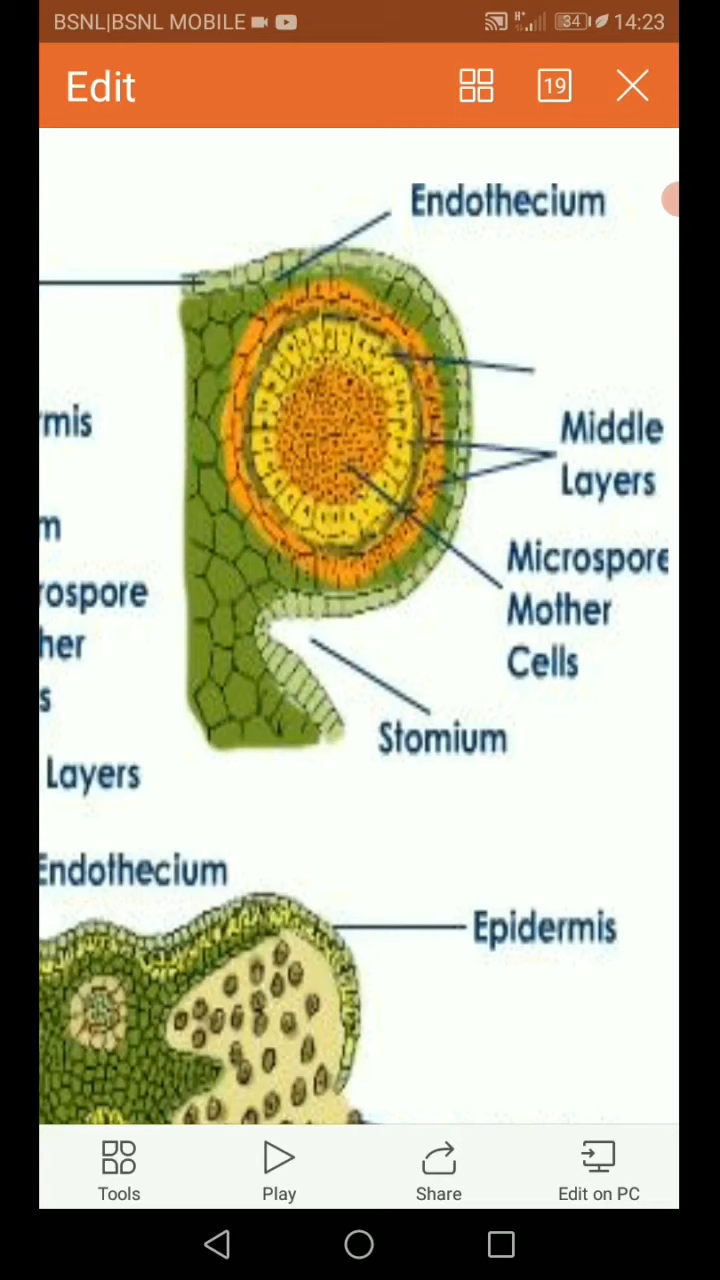 BSNL|BSNL MOBILE 34 14:23
Edit 19
Endothecium
rmis
Middle
Layers
m
Microspore
rospore
Mother
her
Cells
s
Stomium
Layers
Endothecium
Epidermis
Tools Play Share Edit on PC